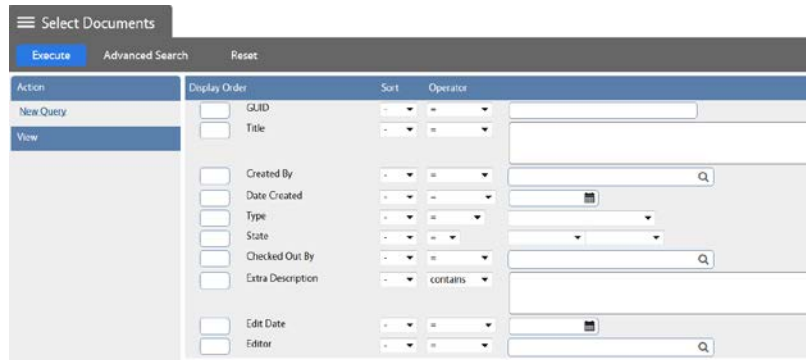 Select Documents
Execute Advanced Search Reset
Action Display Order Sort Operator
New Query GUID - =
View Title - =
Created By - =
Date Created - =
Type - =
State - =
Checked Out By - =
Extra Description - contains
Edit Date - =
Editor - =